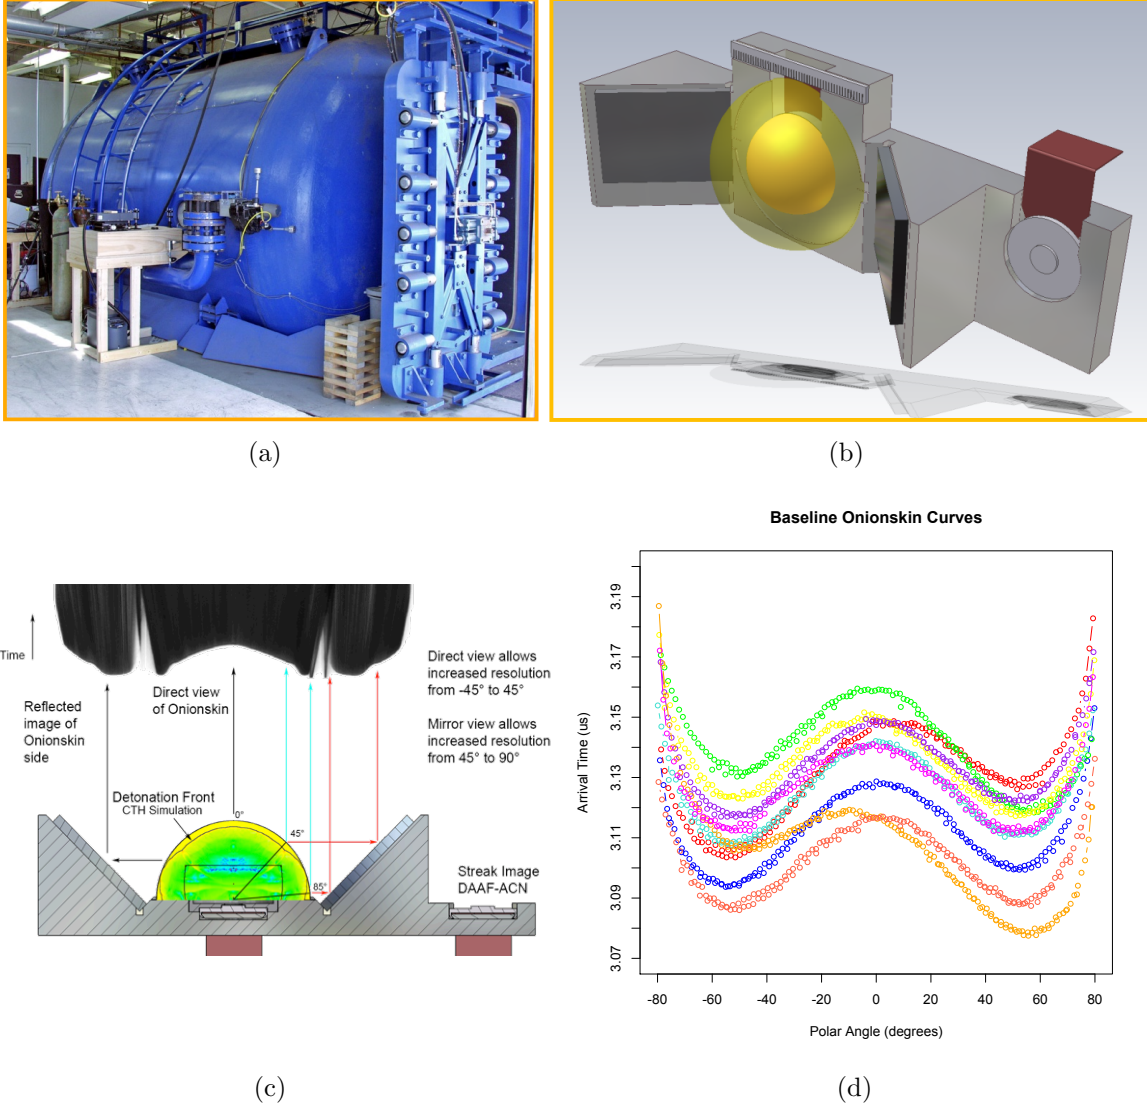 (a)
(b)
Time
Reflected
image of
Onionskin
side
Direct view
of Onionskin
Direct view allows
increased resolution
from -45° to 45°
Mirror view allows
increased resolution
from 45° to 90°
Detonation Front
CTH Simulation
0°
45°
85°
Streak Image
DAAF-ACN
(c)
Baseline Onionskin Curves
Arrival Time (us)
3.19
3.17
3.15
3.13
3.11
3.09
3.07
-80 -60 -40 -20 0 20 40 60 80
Polar Angle (degrees)
(d)